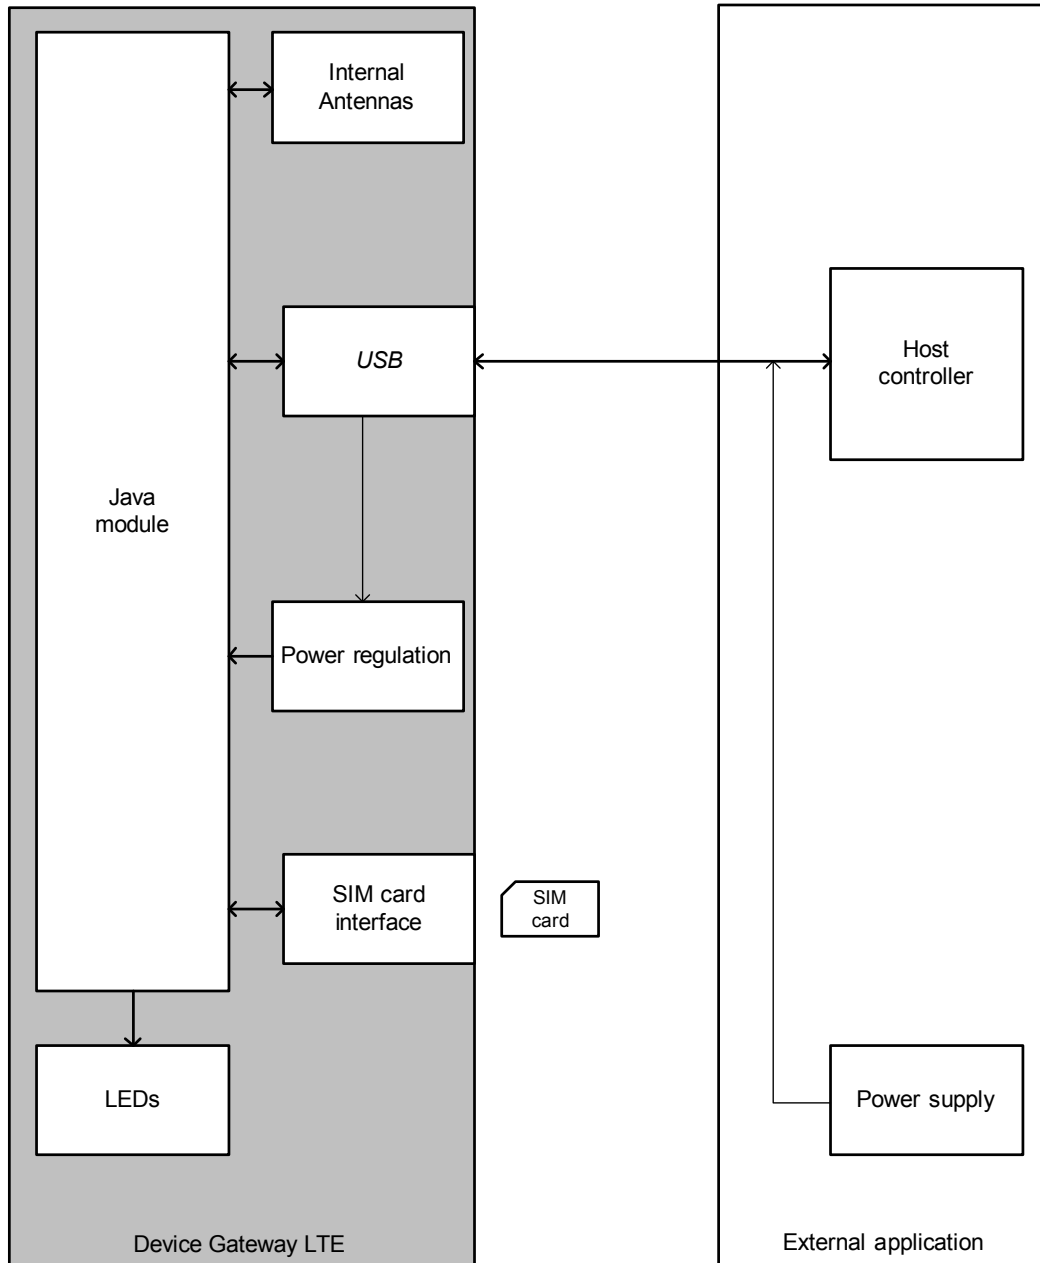 Internal
Antennas
USB
Host
controller
Java
module
Power regulation
SIM card
interface
SIM
card
LEDs
Power supply
Device Gateway LTE
External application